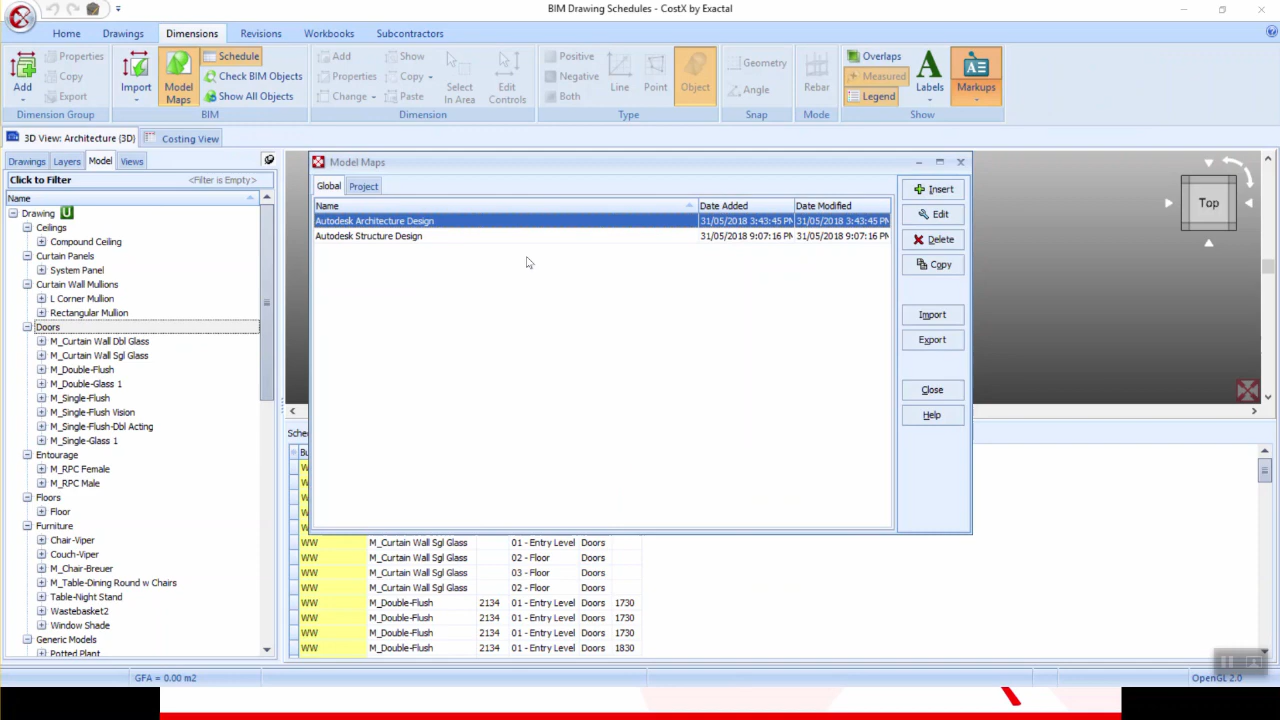 BIM Drawing Schedules - CostX by Exactal
Home Drawings Dimensions Revisions Workbooks Subcontractors
Add Properties Copy Export
Dimension Group
Import Model Maps Schedule Check BIM Objects Show All Objects
BIM
Add Show Properties Copy Change Paste Select In Area Edit Controls
Dimension
Positive Negative Both Line Point Object
Type
Geometry Angle
Snap
Rebar
Mode
Overlaps Measured Legend Labels Markups
Show
3D View: Architecture (3D) Costing View
Drawings Layers Model Views
Click to Filter <Filter is Empty>
Name
Drawing U
Ceilings
Compound Ceiling
Curtain Panels
System Panel
Curtain Wall Mullions
L Corner Mullion
Rectangular Mullion
Doors
M_Curtain Wall Dbl Glass
M_Curtain Wall Sgl Glass
M_Double-Flush
M_Double-Glass 1
M_Single-Flush
M_Single-Flush Vision
M_Single-Flush-Dbl Acting
M_Single-Glass 1
Entourage
M_RPC Female
M_RPC Male
Floors
Floor
Furniture
Chair-Viper
Couch-Viper
M_Chair-Breuer
M_Table-Dining Round w Chairs
Table-Night Stand
Wastebasket2
Window Shade
Generic Models
Potted Plant
Model Maps
Global Project
Name Date Added Date Modified
Autodesk Architecture Design 31/05/2018 3:43:45 PM 31/05/2018 3:43:45 PM
Autodesk Structure Design 31/05/2018 9:07:16 PM 31/05/2018 9:07:16 PM
Insert
Edit
Delete
Copy
Import
Export
Close
Help
Top
WW M_Curtain Wall Sgl Glass 01 - Entry Level Doors
WW M_Curtain Wall Sgl Glass 02 - Floor Doors
WW M_Curtain Wall Sgl Glass 03 - Floor Doors
WW M_Curtain Wall Sgl Glass 02 - Floor Doors
WW M_Double-Flush 2134 01 - Entry Level Doors 1730
WW M_Double-Flush 2134 01 - Entry Level Doors 1730
WW M_Double-Flush 2134 01 - Entry Level Doors 1730
WW M_Double-Flush 2134 01 - Entry Level Doors 1830
GFA = 0.00 m2
OpenGL 2.0